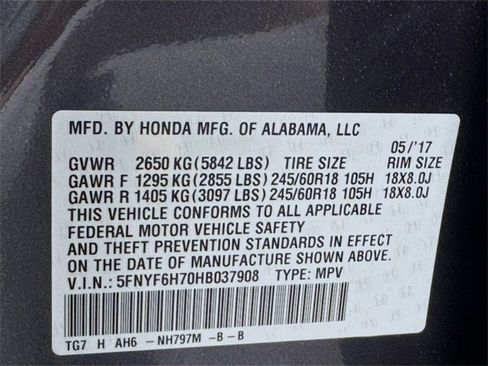 MFD. BY HONDA MFG. OF ALABAMA, LLC
05/'17
GVWR 2650 KG (5842 LBS) TIRE SIZE RIM SIZE
GAWR F 1295 KG (2855 LBS) 245/60R18 105H 18X8.0J
GAWR R 1405 KG (3097 LBS) 245/60R18 105H 18X8.0J
THIS VEHICLE CONFORMS TO ALL APPLICABLE
FEDERAL MOTOR VEHICLE SAFETY
AND THEFT PREVENTION STANDARDS IN EFFECT
ON THE DATE OF MANUFACTURE SHOWN ABOVE.
V.I.N.: 5FNYF6H70HB037908 TYPE: MPV
TG7 H AH6 -NH797M -B-B